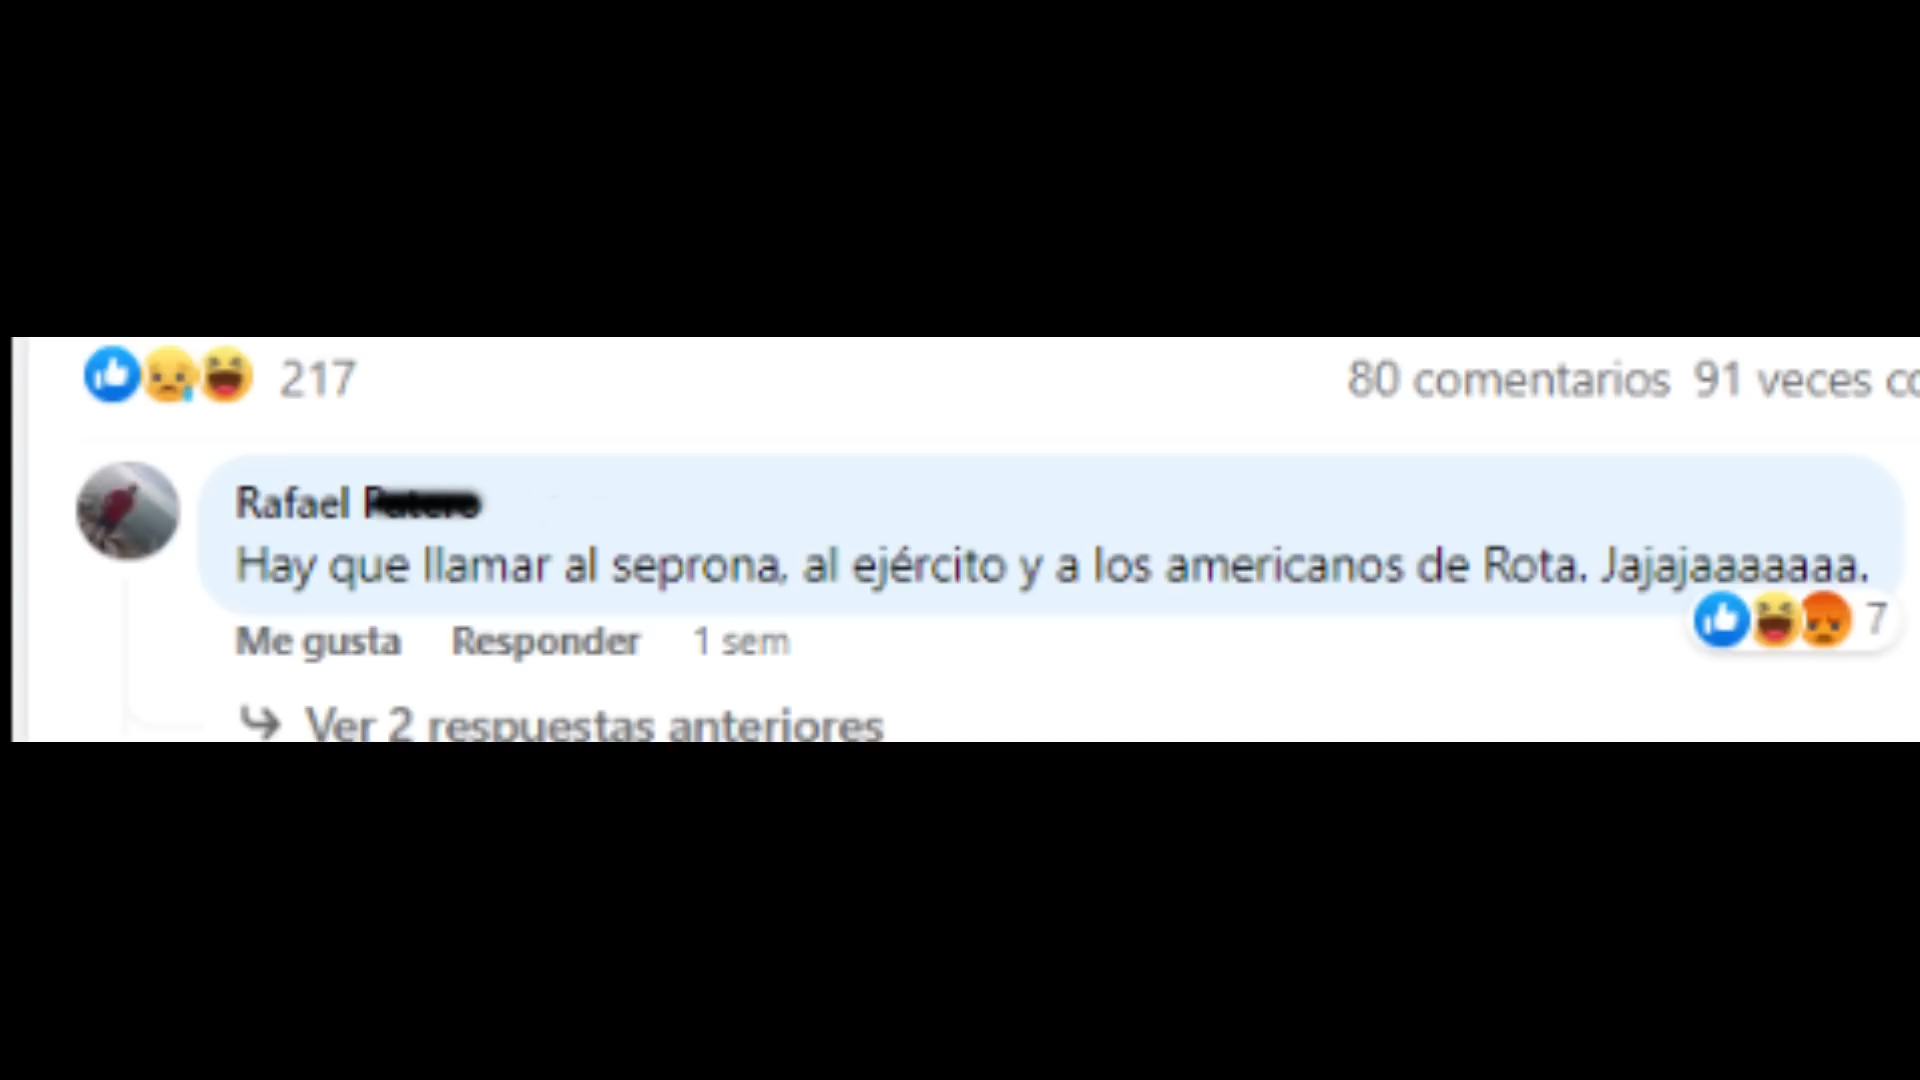 217
80 comentarios 91 veces co
Rafael
Hay que llamar al seprona, al ejército y a los americanos de Rota. Jajajaaaaaaa.
7
Me gusta Responder 1 sem
Ver 2 respuestas anteriores